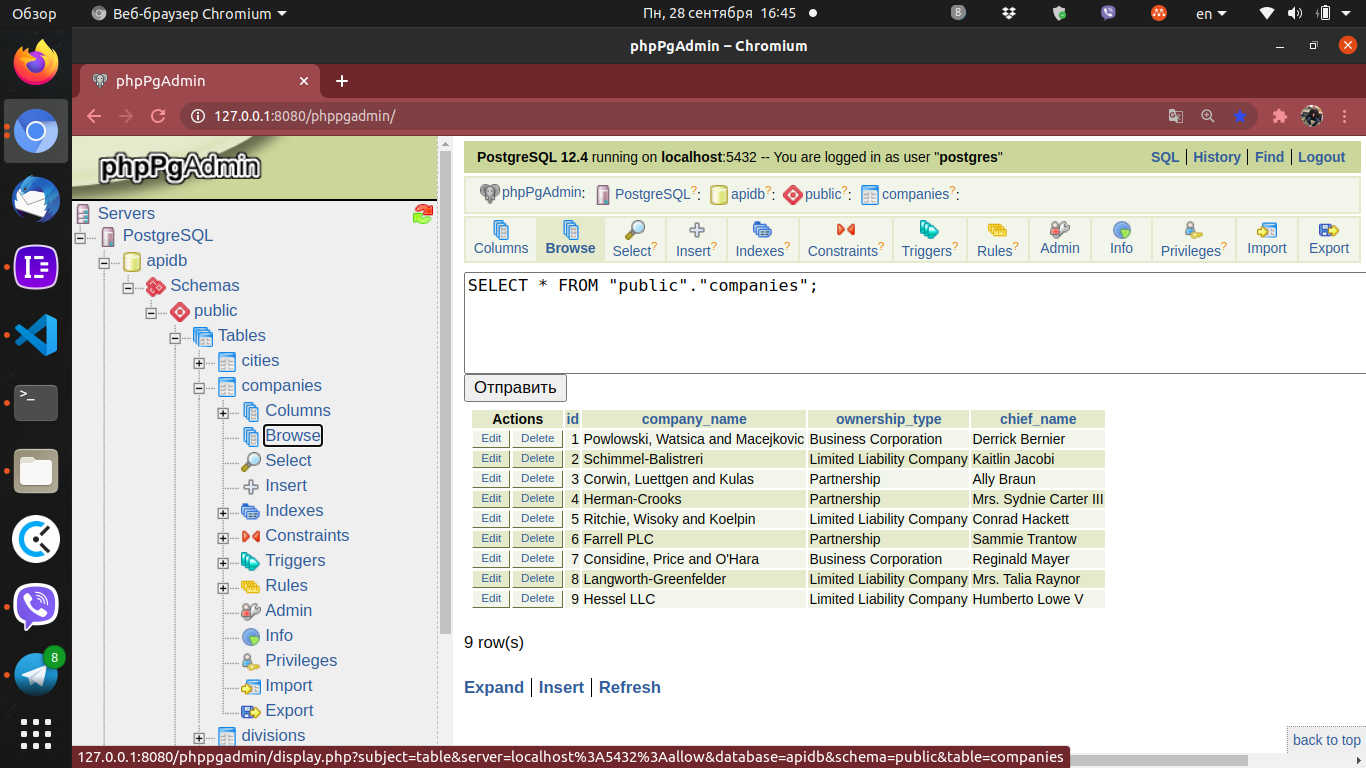 Обзор Веб-браузер Chromium Пн, 28 сентября 16:45 8 en
phpPgAdmin – Chromium
phpPgAdmin
127.0.0.1:8080/phppgadmin/
phpPgAdmin
Servers
PostgreSQL
apidb
Schemas
public
Tables
cities
companies
Columns
Browse
Select
Insert
Indexes
Constraints
Triggers
Rules
Admin
Info
Privileges
Import
Export
divisions
PostgreSQL 12.4 running on localhost:5432 -- You are logged in as user "postgres" SQL | History | Find | Logout
phpPgAdmin: PostgreSQL?: apidb?: public?: companies?:
Columns Browse Select? Insert? Indexes? Constraints? Triggers? Rules? Admin Info Privileges? Import Export
SELECT * FROM "public"."companies";
Отправить
Actions id company_name ownership_type chief_name
Edit Delete 1 Powlowski, Watsica and Macejkovic Business Corporation Derrick Bernier
Edit Delete 2 Schimmel-Balistreri Limited Liability Company Kaitlin Jacobi
Edit Delete 3 Corwin, Luettgen and Kulas Partnership Ally Braun
Edit Delete 4 Herman-Crooks Partnership Mrs. Sydnie Carter III
Edit Delete 5 Ritchie, Wisoky and Koelpin Limited Liability Company Conrad Hackett
Edit Delete 6 Farrell PLC Partnership Sammie Trantow
Edit Delete 7 Considine, Price and O'Hara Business Corporation Reginald Mayer
Edit Delete 8 Langworth-Greenfelder Limited Liability Company Mrs. Talia Raynor
Edit Delete 9 Hessel LLC Limited Liability Company Humberto Lowe V
9 row(s)
Expand | Insert | Refresh
back to top
8
127.0.0.1:8080/phppgadmin/display.php?subject=table&server=localhost%3A5432%3Aallow&database=apidb&schema=public&table=companies